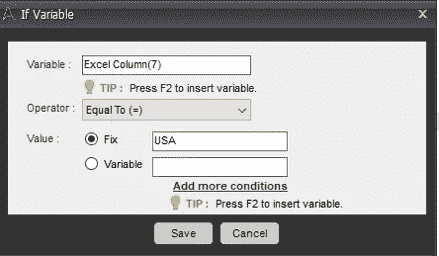 If Variable X
Variable : Excel Column(7)
TIP : Press F2 to insert variable.
Operator : Equal To (=)
Value : Fix USA
Variable
Add more conditions
TIP : Press F2 to insert variable.
Save Cancel